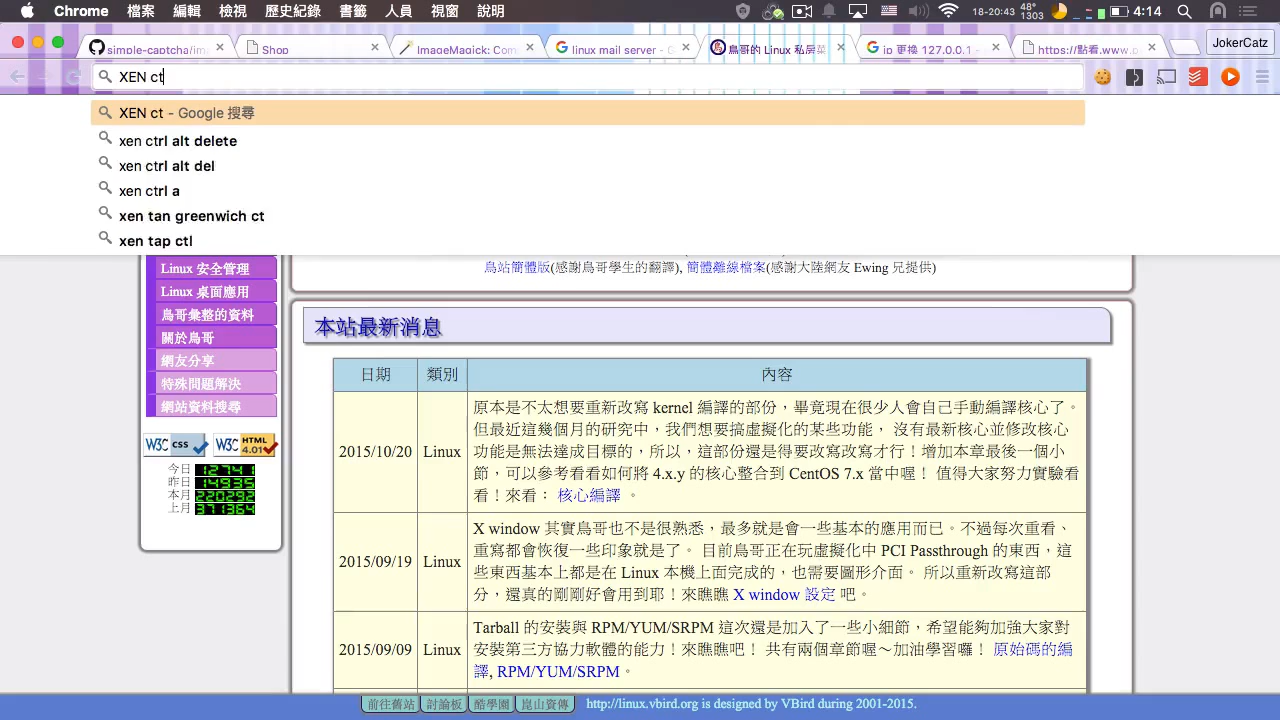 Chrome 檔案 編輯 檢視 歷史紀錄 書籤 人員 視窗 說明 18-20:43 48° 1303 4:14
simple-captcha/ima × Shop × ImageMagick: Com × linux mail server - G × 鳥哥的 Linux 私房菜 × ip 更換 127.0.0.1 - × https://點看.www.p × JokerCatz
XEN ct
XEN ct - Google 搜尋
xen ctrl alt delete
xen ctrl alt del
xen ctrl a
xen tan greenwich ct
xen tap ctl
Linux 安全管理
Linux 桌面應用
鳥哥彙整的資料
關於鳥哥
網友分享
特殊問題解決
網站資料搜尋
W3C css W3C HTML 4.01
今日 12741
昨日 14935
本月 220292
上月 371364
鳥站簡體版(感謝鳥哥學生的翻譯), 簡體離線檔案(感謝大陸網友 Ewing 兄提供)
本站最新消息
日期 類別 內容
2015/10/20 Linux
原本是不太想要重新改寫 kernel 編譯的部份，畢竟現在很少人會自己手動編譯核心了。
但最近這幾個月的研究中，我們想要搞虛擬化的某些功能， 沒有最新核心並修改核心
功能是無法達成目標的，所以，這部份還是得要改寫改寫才行！增加本章最後一個小
節，可以參考看看如何將 4.x.y 的核心整合到 CentOS 7.x 當中喔！ 值得大家努力實驗看
看！來看： 核心編譯 。
2015/09/19 Linux
X window 其實鳥哥也不是很熟悉，最多就是會一些基本的應用而已。不過每次重看、
重寫都會恢復一些印象就是了。 目前鳥哥正在玩虛擬化中 PCI Passthrough 的東西，這
些東西基本上都是在 Linux 本機上面完成的，也需要圖形介面。 所以重新改寫這部
分，還真的剛剛好會用到耶！來瞧瞧 X window 設定 吧。
2015/09/09 Linux
Tarball 的安裝與 RPM/YUM/SRPM 這次還是加入了一些小細節，希望能夠加強大家對
安裝第三方協力軟體的能力！來瞧瞧吧！ 共有兩個章節喔～加油學習囉！ 原始碼的編
譯, RPM/YUM/SRPM。
前往舊站 討論板 酷學園 崑山資傳 http://linux.vbird.org is designed by VBird during 2001-2015.